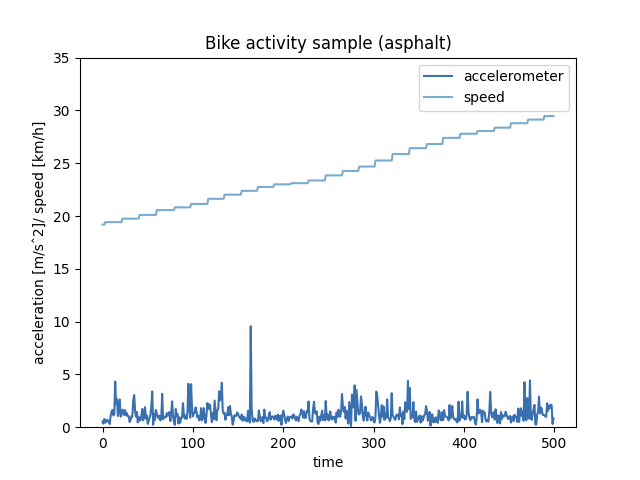 Bike activity sample (asphalt)
accelerometer
speed
35
30
25
20
15
10
5
0
acceleration [m/s^2]/ speed [km/h]
0 100 200 300 400 500
time